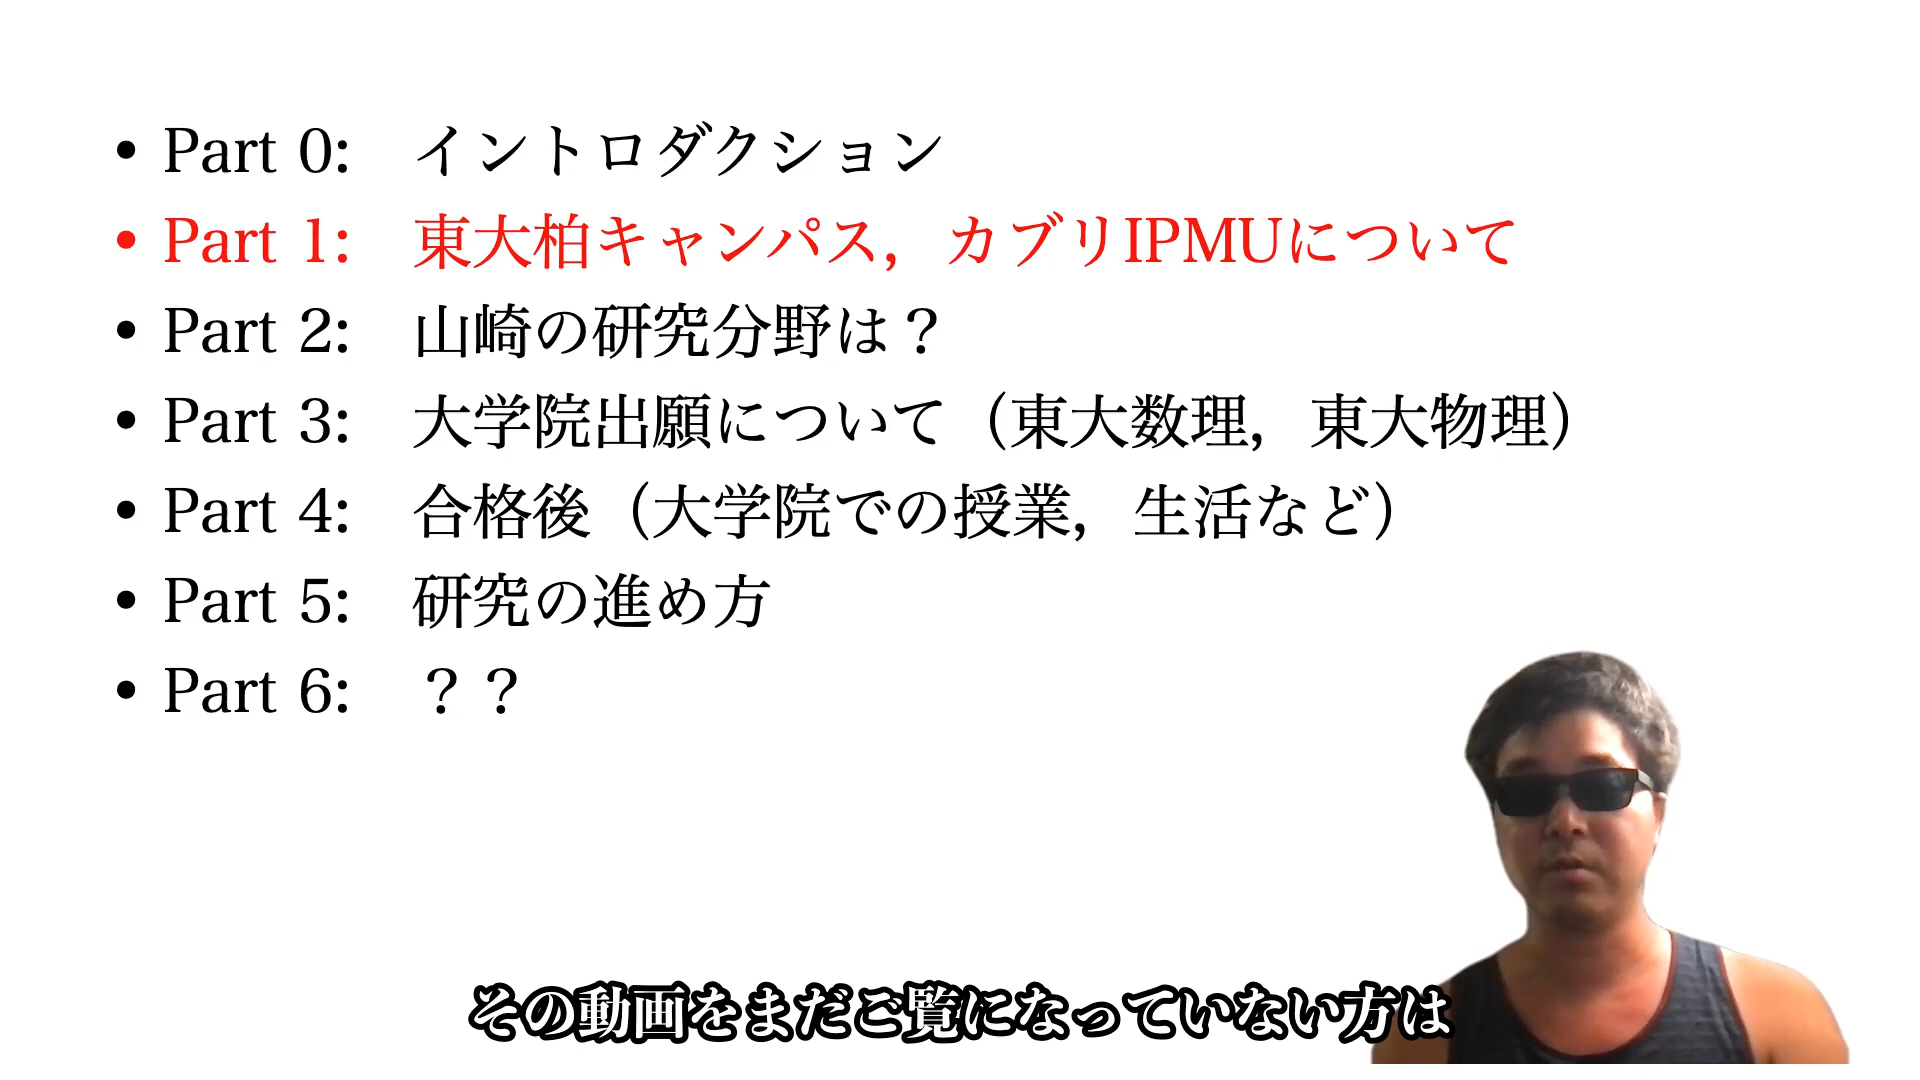 • Part 0: イントロダクション
• Part 1: 東大柏キャンパス，カブリIPMUについて
• Part 2: 山崎の研究分野は？
• Part 3: 大学院出願について（東大数理，東大物理）
• Part 4: 合格後（大学院での授業，生活など）
• Part 5: 研究の進め方
• Part 6: ？？
その動画をまだご覧になっていない方は